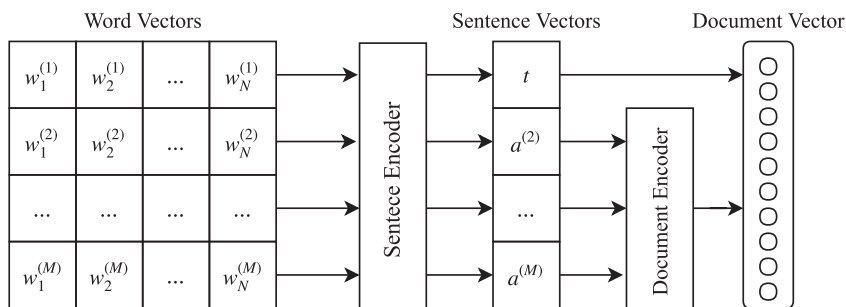 Word Vectors Sentence Vectors Document Vector
w_1^{(1)} w_2^{(1)} ... w_N^{(1)} t
w_1^{(2)} w_2^{(2)} ... w_N^{(2)} a^{(2)}
... ... ... ... ...
w_1^{(M)} w_2^{(M)} ... w_N^{(M)} a^{(M)}
Sentece Encoder
Document Encoder